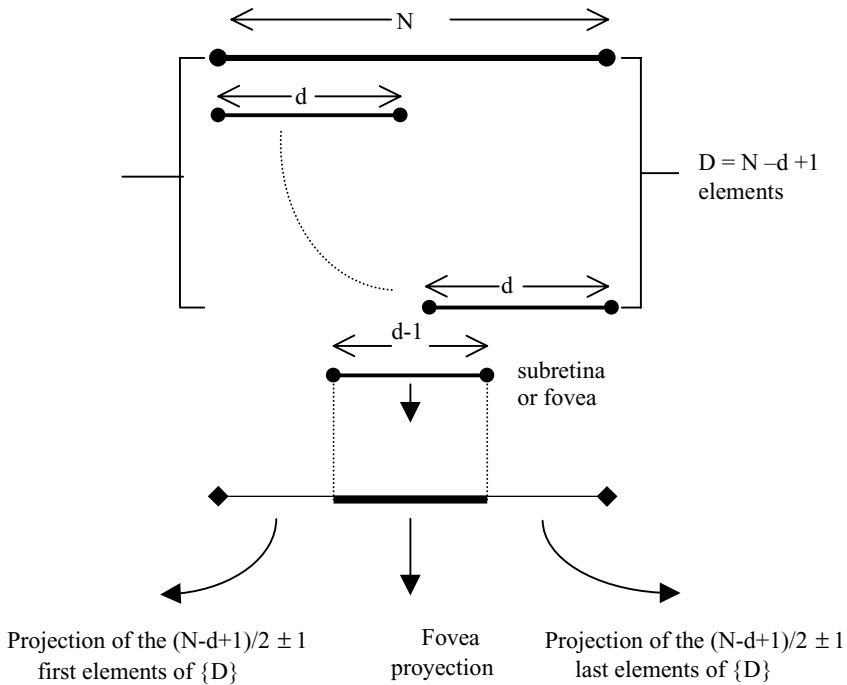 N
d
D = N –d +1
elements
d
d-1
subretina
or fovea
Projection of the (N-d+1)/2 ± 1
first elements of {D}
Fovea
proyection
Projection of the (N-d+1)/2 ± 1
last elements of {D}